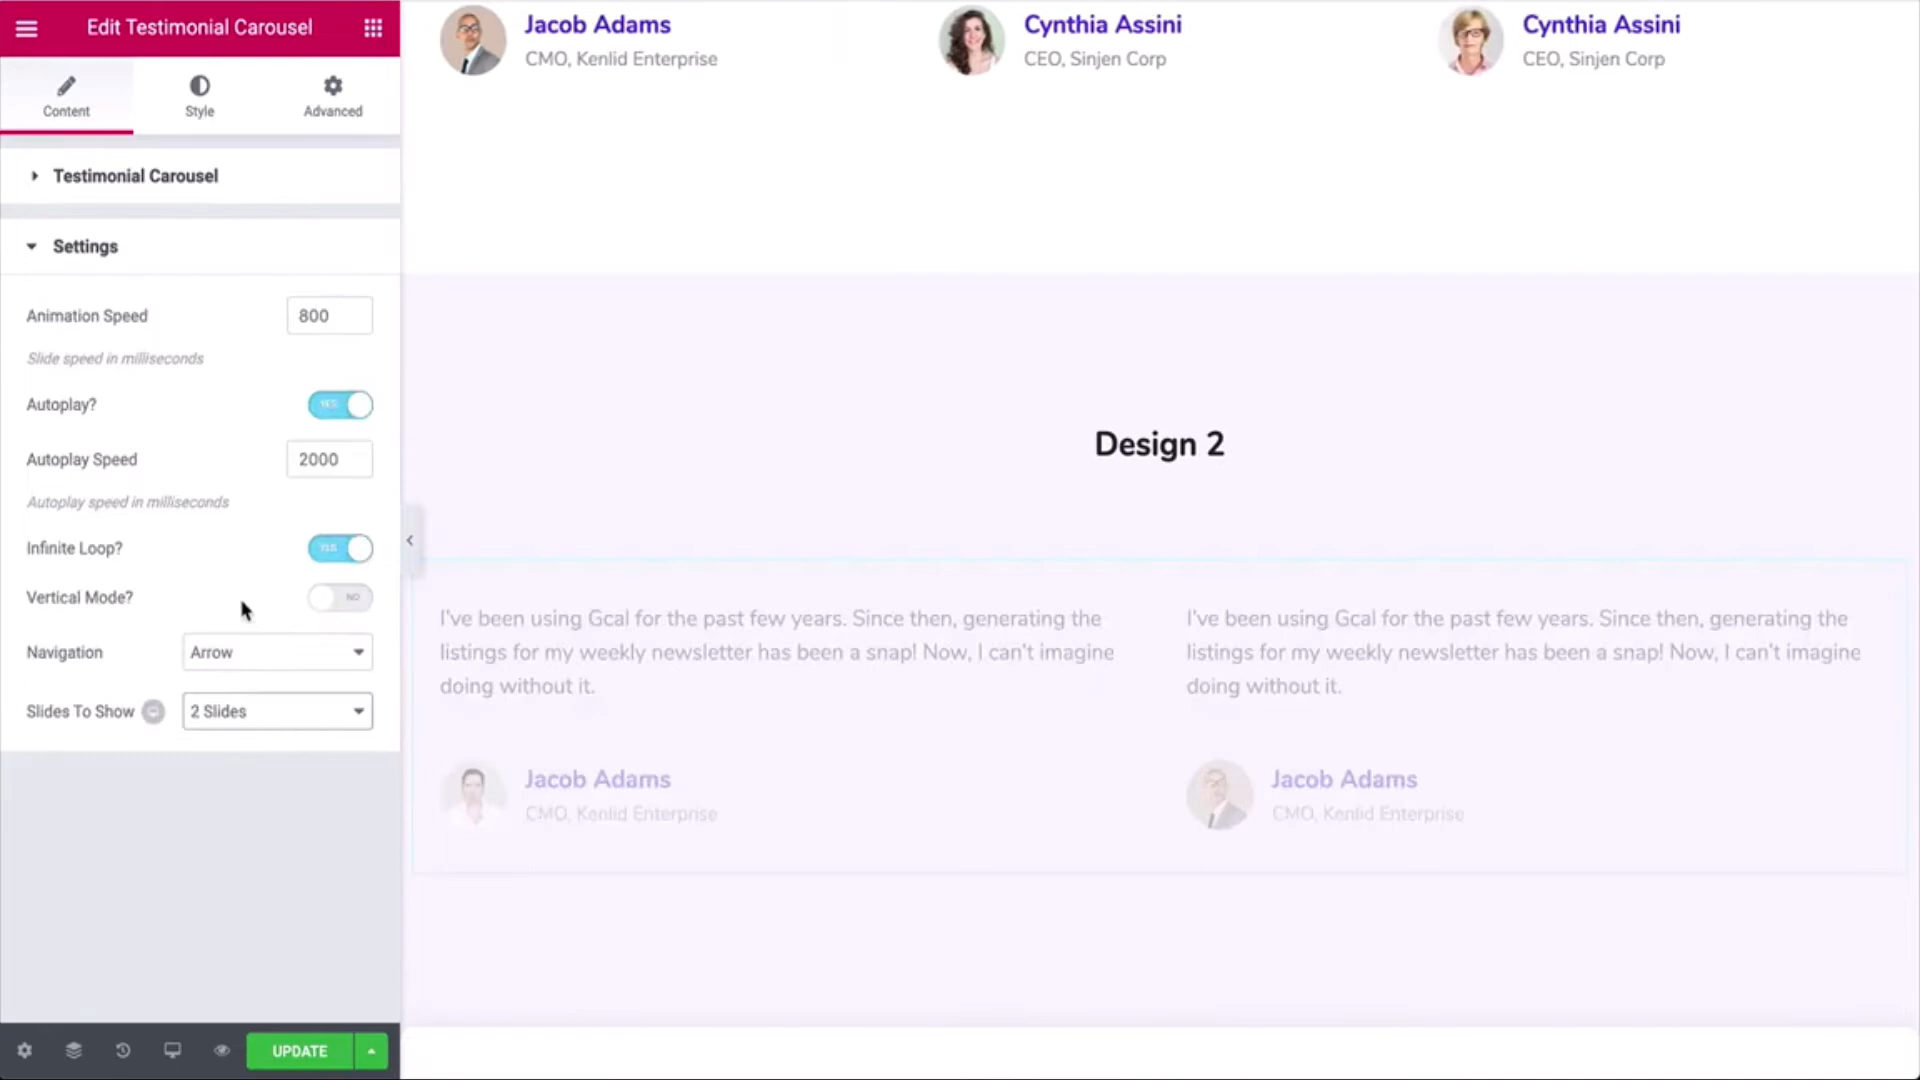 Edit Testimonial Carousel
Content
Style
Advanced
Testimonial Carousel
Settings
Animation Speed
800
Slide speed in milliseconds
Autoplay?
YES
Autoplay Speed
2000
Autoplay speed in milliseconds
Infinite Loop?
YES
Vertical Mode?
NO
Navigation
Arrow
Slides To Show
2 Slides
UPDATE
Jacob Adams
CMO, Kenlid Enterprise
Cynthia Assini
CEO, Sinjen Corp
Cynthia Assini
CEO, Sinjen Corp
Design 2
I've been using Gcal for the past few years. Since then, generating the
listings for my weekly newsletter has been a snap! Now, I can't imagine
doing without it.
Jacob Adams
CMO, Kenlid Enterprise
I've been using Gcal for the past few years. Since then, generating the
listings for my weekly newsletter has been a snap! Now, I can't imagine
doing without it.
Jacob Adams
CMO, Kenlid Enterprise